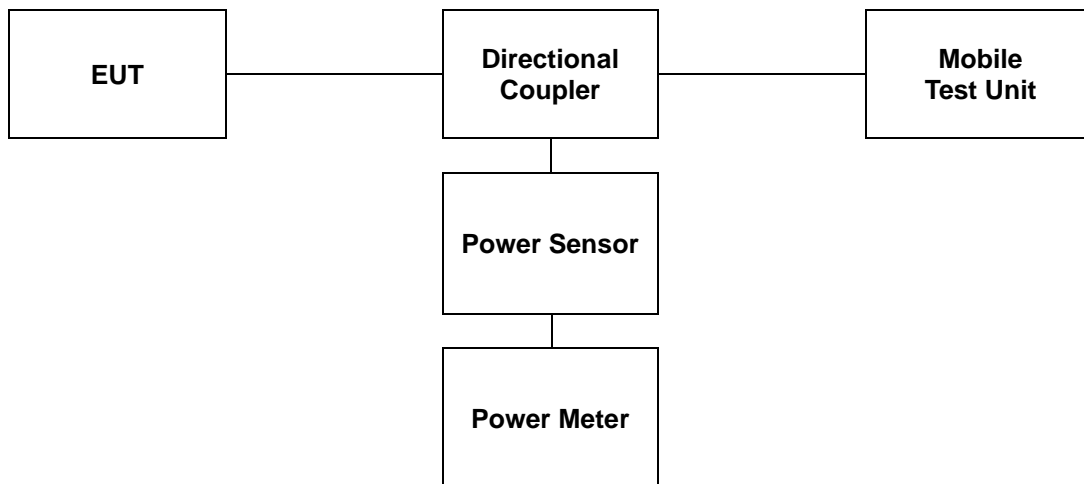 EUT
Directional
Coupler
Mobile
Test Unit
Power Sensor
Power Meter